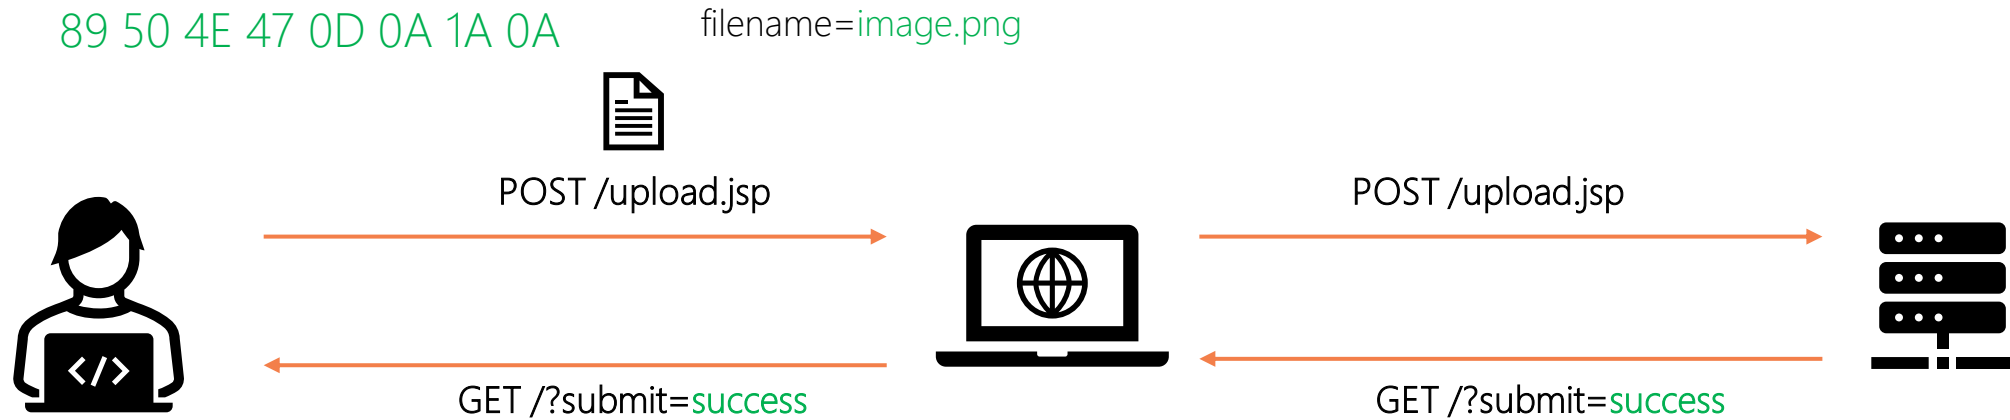 89 50 4E 47 0D 0A 1A 0A
filename=image.png
POST /upload.jsp
POST /upload.jsp
</>
GET /?submit=success
GET /?submit=success